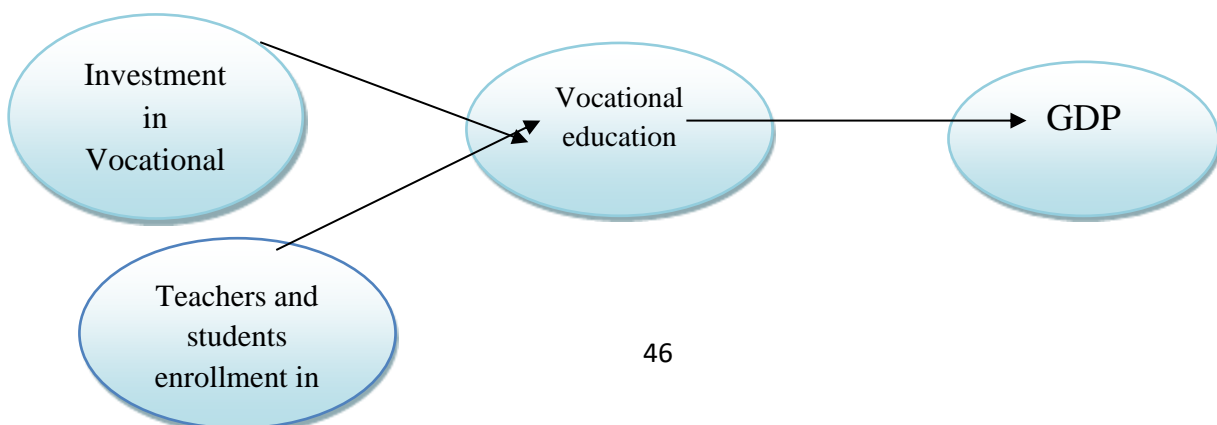 Investment
in
Vocational
Vocational
education
GDP
Teachers and
students
enrollment in
46